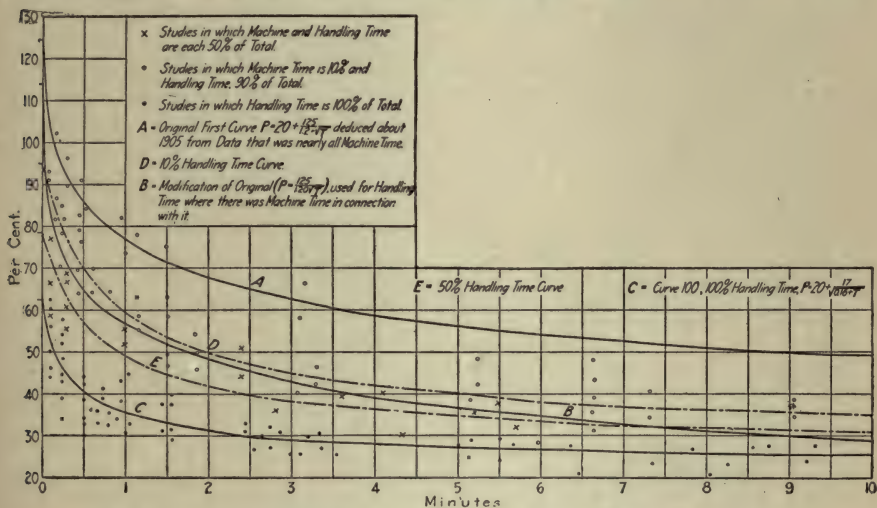 130
120
110
100
90
80
70
60
50
40
30
20
Per Cent.
× Studies in which Machine and Handling Time
are each 50% of Total.
∘ Studies in which Machine Time is 10% and
Handling Time, 90% of Total.
• Studies in which Handling Time is 100% of Total.
A = Original First Curve P=20+ deduced about
1905 from Data that was nearly all Machine Time.
D = 10% Handling Time Curve.
B = Modification of Original used for Handling
Time where there was Machine Time in connection
with it.
E = 50% Handling Time Curve
C = Curve 100, 100% Handling Time, P=20+
A
D
E
C
B
0 1 2 3 4 5 6 7 8 9 10
Minutes